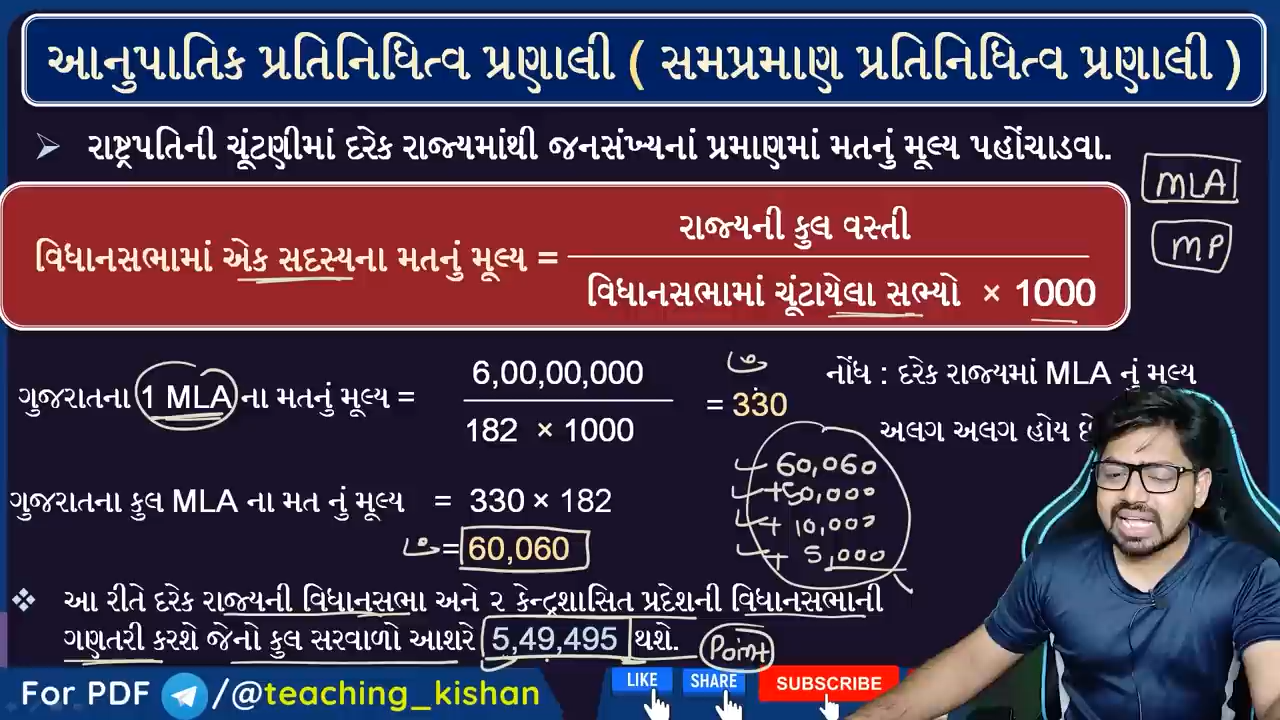 આનુપાતિક પ્રતિનિધિત્વ પ્રણાલી ( સમપ્રમાણ પ્રતિનિધિત્વ પ્રણાલી )
➢ રાષ્ટ્રપતિની ચૂંટણીમાં દરેક રાજ્યમાંથી જનસંખ્યનાં પ્રમાણમાં મતનું મૂલ્ય પહોંચાડવા.
MLA
MP
રાજ્યની કુલ વસ્તી
વિધાનસભામાં એક સદસ્યના મતનું મૂલ્ય =
વિધાનસભામાં ચૂંટાયેલા સભ્યો × 1000
6,00,00,000
ગુજરાતના 1 MLA ના મતનું મૂલ્ય =
182 × 1000
= 330
નોંધ : દરેક રાજ્યમાં MLA નું મૂલ્ય
અલગ અલગ હોય છે
60,060
+50,000
+ 10,000
+ 5,000
ગુજરાતના કુલ MLA ના મત નું મૂલ્ય = 330 × 182
= 60,060
❖ આ રીતે દરેક રાજ્યની વિધાનસભા અને ૨ કેન્દ્રશાસિત પ્રદેશની વિધાનસભાની
ગણતરી કરશે જેનો કુલ સરવાળો આશરે 5,49,495 થશે.
Point
For PDF /@teaching_kishan
LIKE
SHARE
SUBSCRIBE